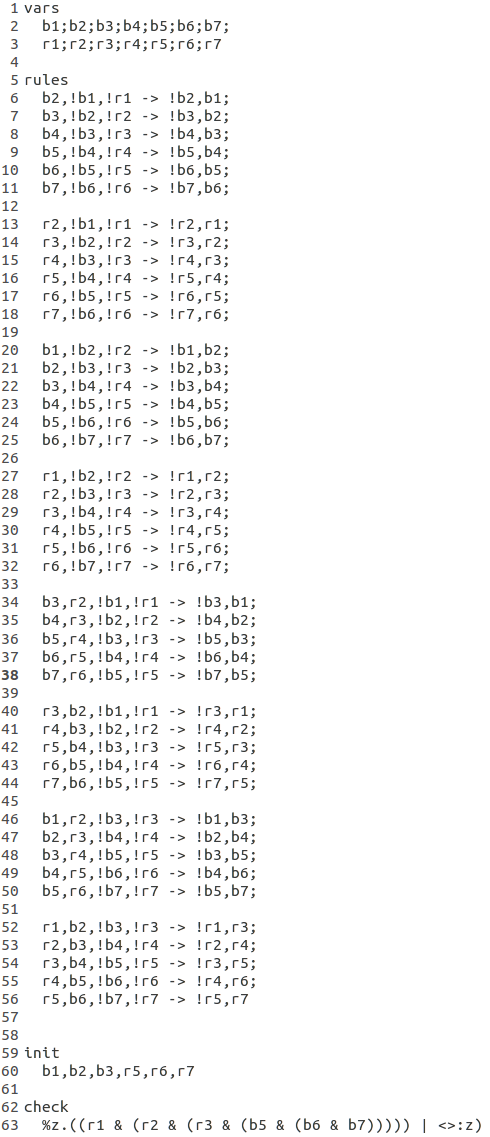 1 vars
2   b1;b2;b3;b4;b5;b6;b7;
3   r1;r2;r3;r4;r5;r6;r7
4
5 rules
6   b2,!b1,!r1 -> !b2,b1;
7   b3,!b2,!r2 -> !b3,b2;
8   b4,!b3,!r3 -> !b4,b3;
9   b5,!b4,!r4 -> !b5,b4;
10   b6,!b5,!r5 -> !b6,b5;
11   b7,!b6,!r6 -> !b7,b6;
12
13   r2,!b1,!r1 -> !r2,r1;
14   r3,!b2,!r2 -> !r3,r2;
15   r4,!b3,!r3 -> !r4,r3;
16   r5,!b4,!r4 -> !r5,r4;
17   r6,!b5,!r5 -> !r6,r5;
18   r7,!b6,!r6 -> !r7,r6;
19
20   b1,!b2,!r2 -> !b1,b2;
21   b2,!b3,!r3 -> !b2,b3;
22   b3,!b4,!r4 -> !b3,b4;
23   b4,!b5,!r5 -> !b4,b5;
24   b5,!b6,!r6 -> !b5,b6;
25   b6,!b7,!r7 -> !b6,b7;
26
27   r1,!b2,!r2 -> !r1,r2;
28   r2,!b3,!r3 -> !r2,r3;
29   r3,!b4,!r4 -> !r3,r4;
30   r4,!b5,!r5 -> !r4,r5;
31   r5,!b6,!r6 -> !r5,r6;
32   r6,!b7,!r7 -> !r6,r7;
33
34   b3,r2,!b1,!r1 -> !b3,b1;
35   b4,r3,!b2,!r2 -> !b4,b2;
36   b5,r4,!b3,!r3 -> !b5,b3;
37   b6,r5,!b4,!r4 -> !b6,b4;
38   b7,r6,!b5,!r5 -> !b7,b5;
39
40   r3,b2,!b1,!r1 -> !r3,r1;
41   r4,b3,!b2,!r2 -> !r4,r2;
42   r5,b4,!b3,!r3 -> !r5,r3;
43   r6,b5,!b4,!r4 -> !r6,r4;
44   r7,b6,!b5,!r5 -> !r7,r5;
45
46   b1,r2,!b3,!r3 -> !b1,b3;
47   b2,r3,!b4,!r4 -> !b2,b4;
48   b3,r4,!b5,!r5 -> !b3,b5;
49   b4,r5,!b6,!r6 -> !b4,b6;
50   b5,r6,!b7,!r7 -> !b5,b7;
51
52   r1,b2,!b3,!r3 -> !r1,r3;
53   r2,b3,!b4,!r4 -> !r2,r4;
54   r3,b4,!b5,!r5 -> !r3,r5;
55   r4,b5,!b6,!r6 -> !r4,r6;
56   r5,b6,!b7,!r7 -> !r5,r7
57
58
59 init
60   b1,b2,b3,r5,r6,r7
61
62 check
63   %z.((r1 & (r2 & (r3 & (b5 & (b6 & b7))))) | <>:z)